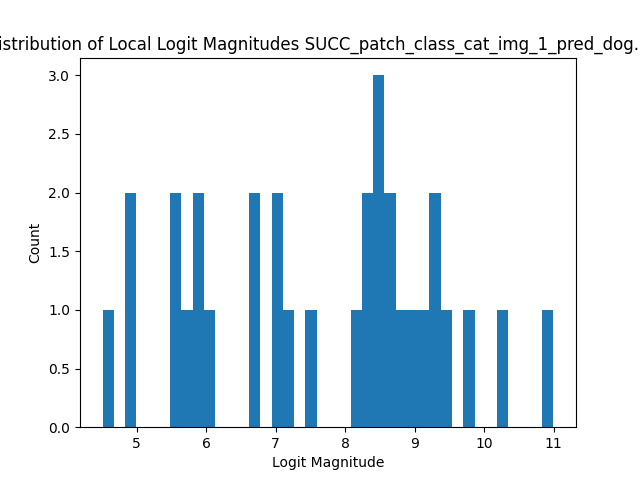 istribution of Local Logit Magnitudes SUCC_patch_class_cat_img_1_pred_dog.
3.0
2.5
2.0
1.5
1.0
0.5
0.0
Count
5 6 7 8 9 10 11
Logit Magnitude